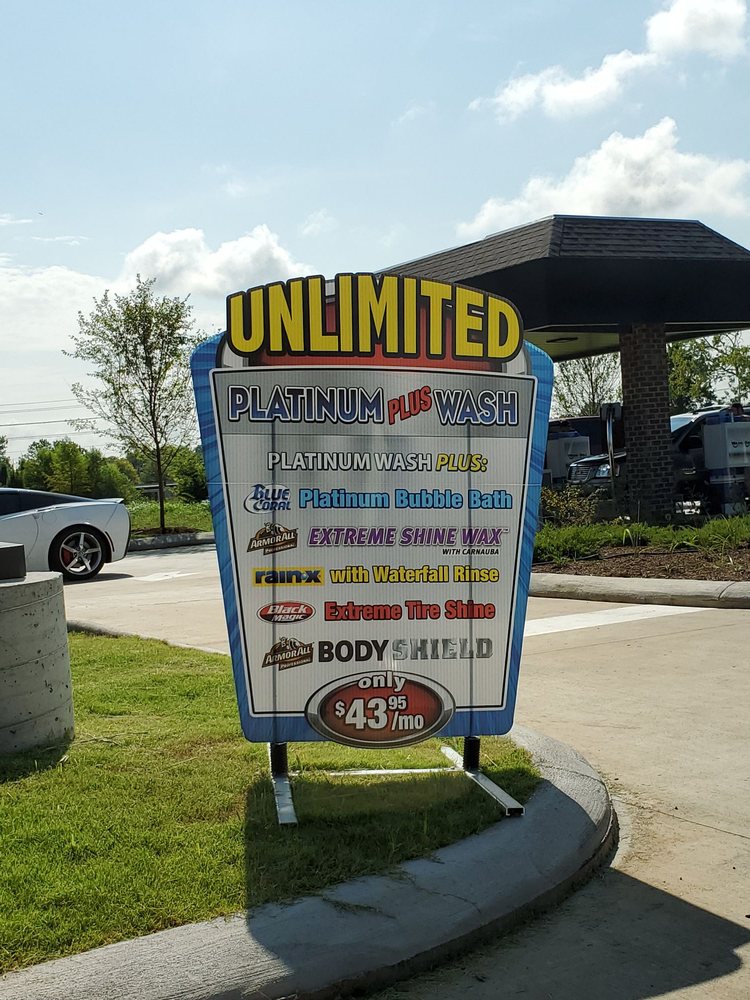 UNLIMITED
PLATINUM PLUS WASH
PLATINUM WASH PLUS:
BLUE CORAL Platinum Bubble Bath
ARMORALL PROFESSIONAL EXTREME SHINE WAX™
WITH CARNAUBA
rain-x with Waterfall Rinse
Black Magic Extreme Tire Shine
ARMORALL PROFESSIONAL BODY SHIELD
only
$43.95/mo